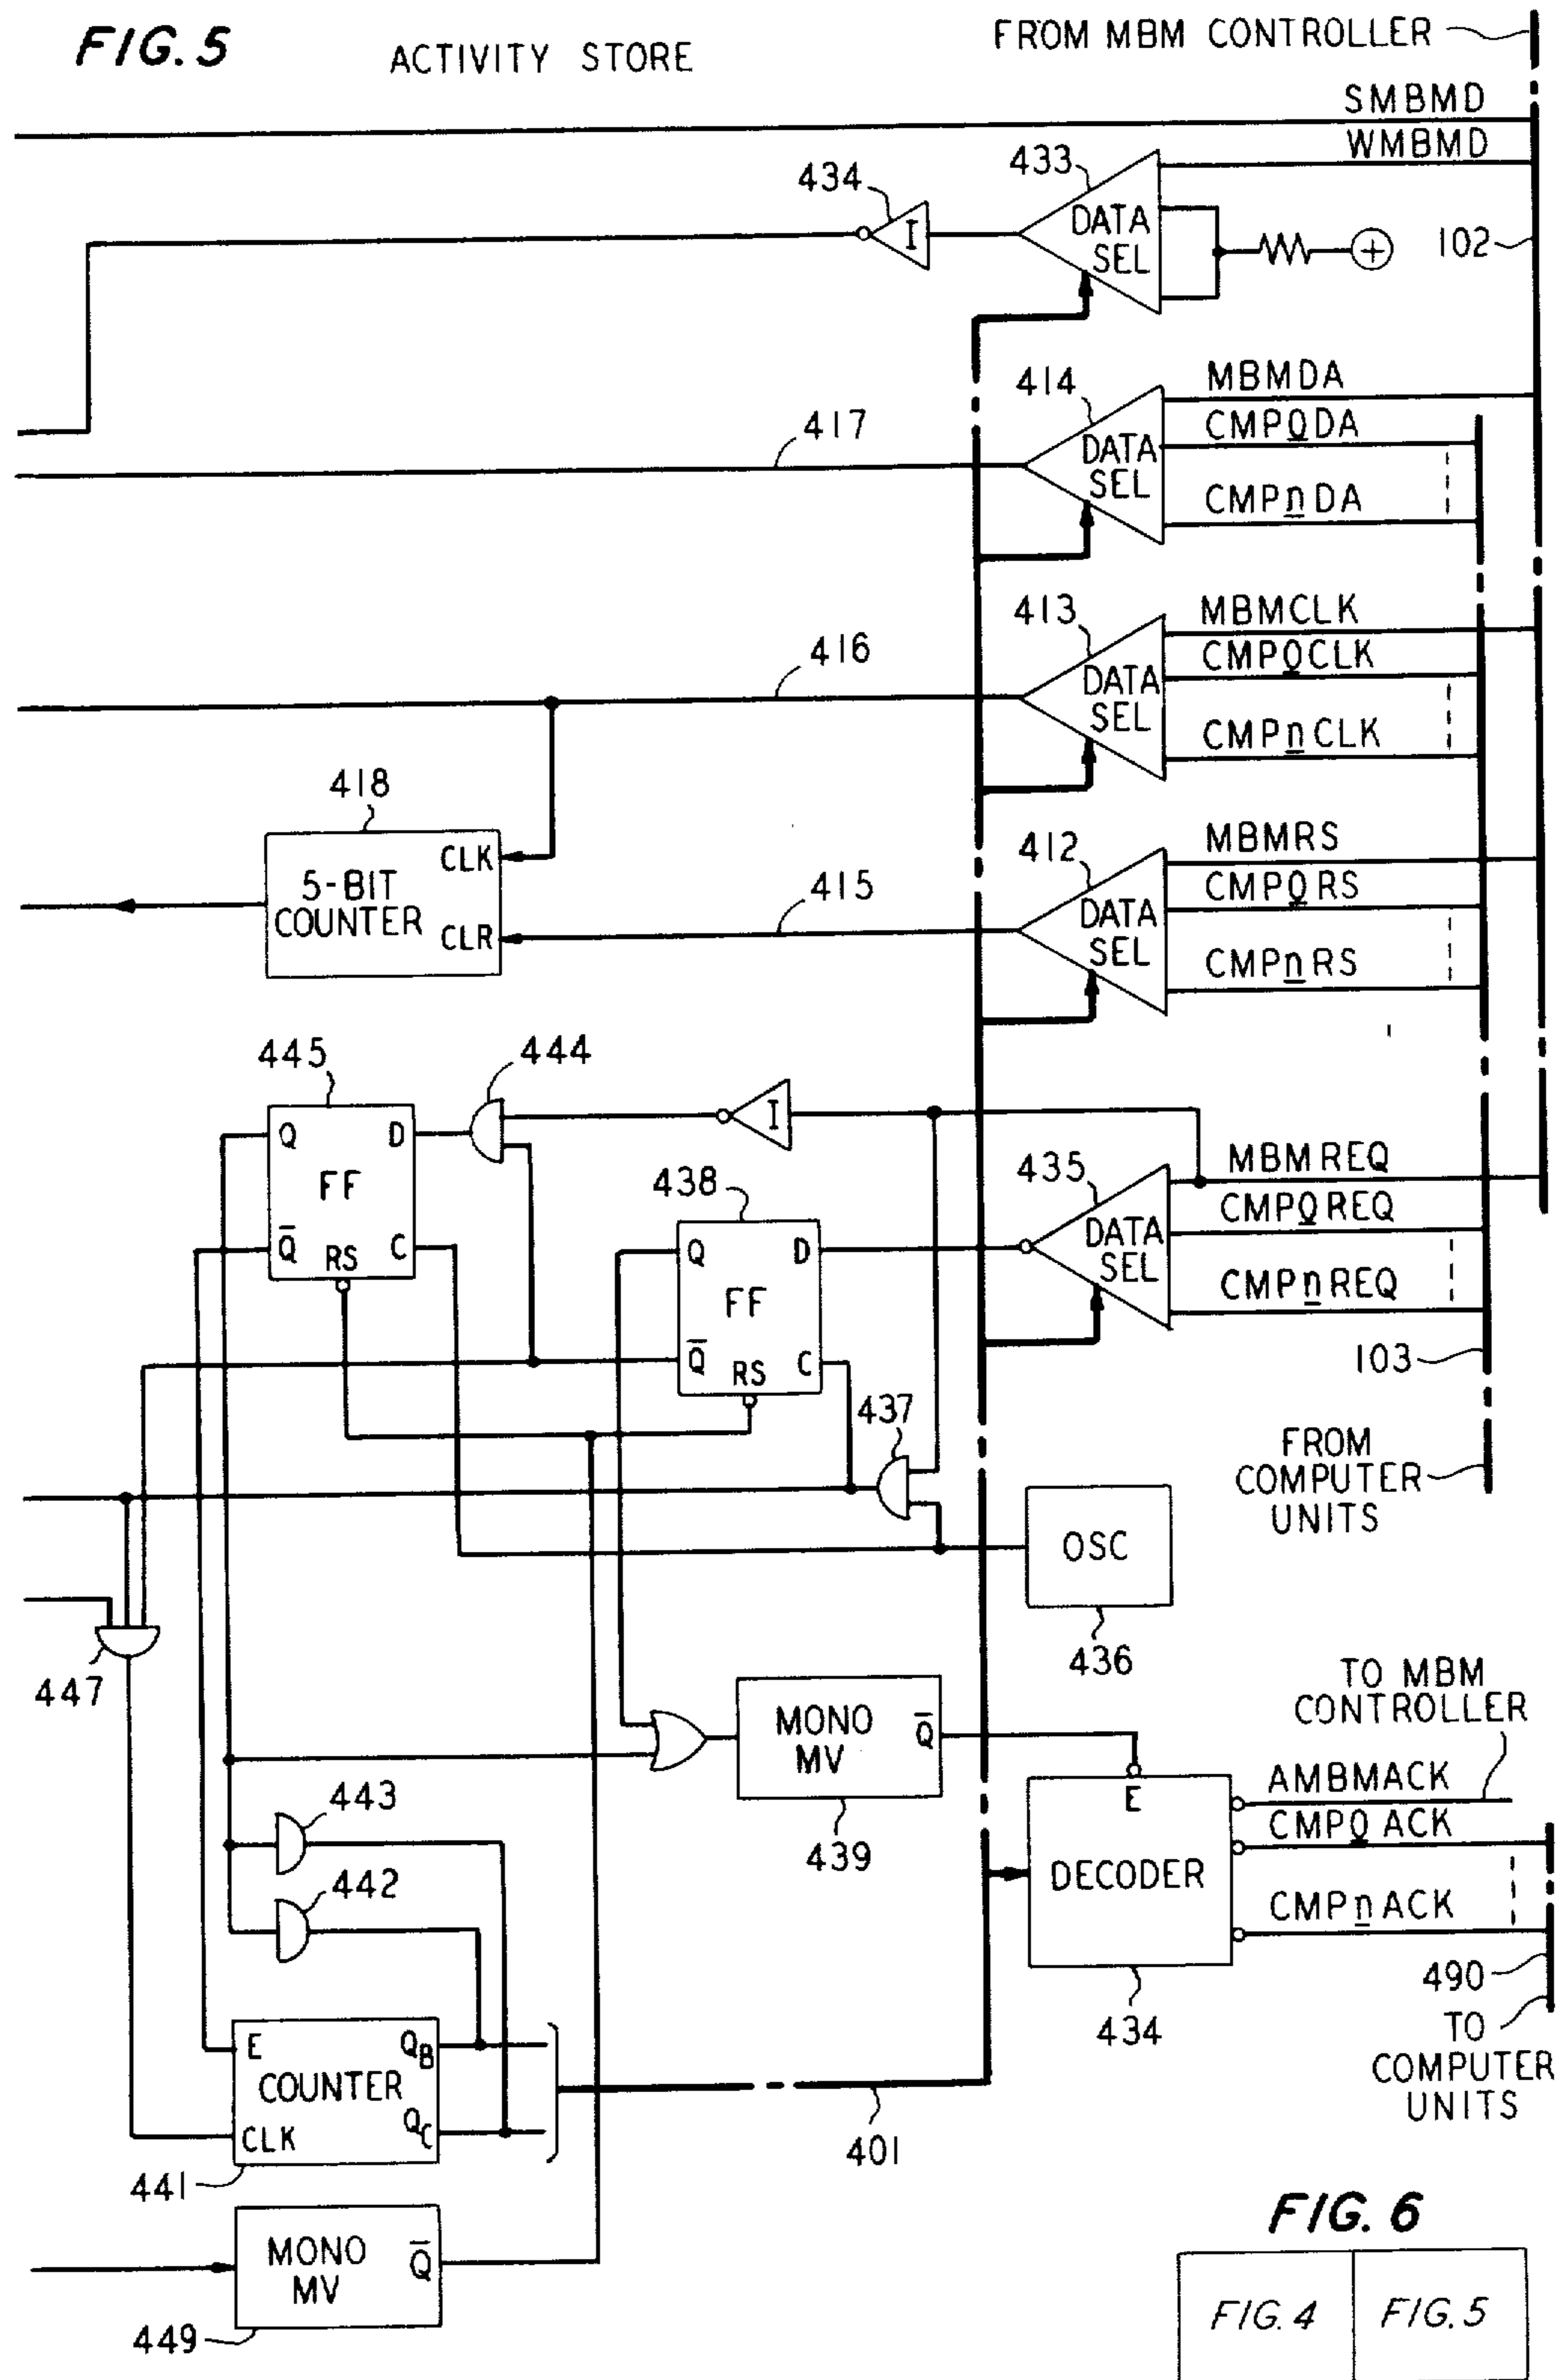 FIG. 5
ACTIVITY STORE
FROM MBM CONTROLLER
SMBMD
WMBMD
433
434
DATA
SEL
102
MBMDA
414
CMP0DA
417
DATA
SEL
CMPnDA
MBMCLK
413
CMP0CLK
416
DATA
SEL
CMPnCLK
418
MBMRS
412
CMP0RS
CLK
5-BIT
COUNTER
415
DATA
SEL
CLR
CMPnRS
445
444
Q
D
I
FF
Q̅
RS
C
438
435
MBMREQ
CMP0REQ
Q
D
DATA
SEL
FF
CMPnREQ
Q̅
RS
C
103
437
FROM
COMPUTER
UNITS
OSC
436
447
MONO
MV
Q̅
439
TO MBM
CONTROLLER
443
442
E
DECODER
434
AMBMACK
CMP0ACK
CMPnACK
490
TO
COMPUTER
UNITS
E
QB
COUNTER
QC
CLK
441
401
MONO
MV
Q̅
449
FIG. 6
FIG. 4
FIG. 5
I